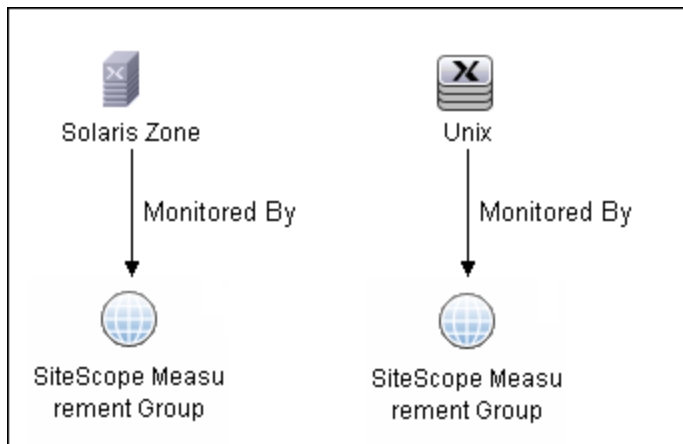 Solaris Zone
Unix
Monitored By
Monitored By
SiteScope Measu
rement Group
SiteScope Measu
rement Group